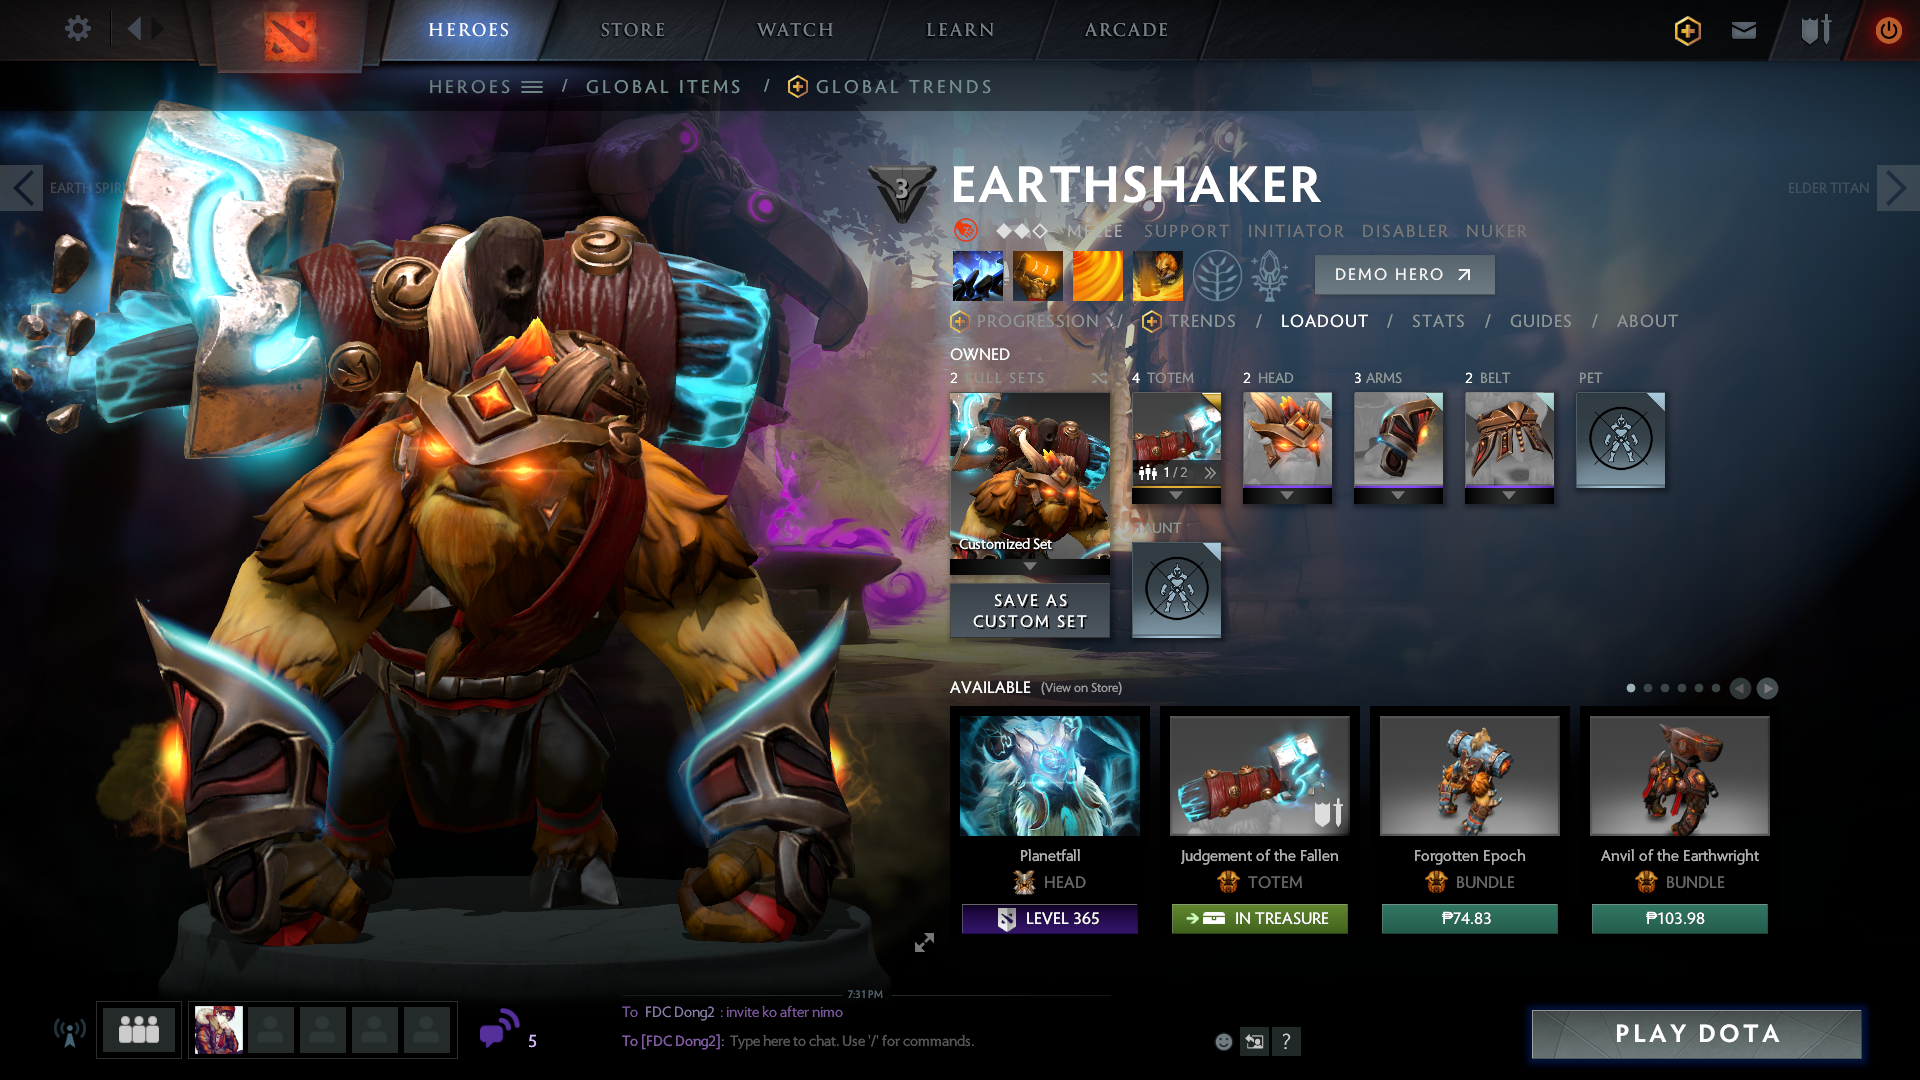 HEROES
STORE
WATCH
LEARN
ARCADE
HEROES / GLOBAL ITEMS / GLOBAL TRENDS
EARTH SPIRI
3
EARTHSHAKER
ELDER TITAN
MELEE SUPPORT INITIATOR DISABLER NUKER
DEMO HERO
PROGRESSION / TRENDS / LOADOUT / STATS / GUIDES / ABOUT
OWNED
2 FULL SETS
4 TOTEM
2 HEAD
3 ARMS
2 BELT
PET
1/2
Customized Set
TAUNT
SAVE AS
CUSTOM SET
AVAILABLE (View on Store)
Planetfall
HEAD
LEVEL 365
Judgement of the Fallen
TOTEM
IN TREASURE
Forgotten Epoch
BUNDLE
₱74.83
Anvil of the Earthwright
BUNDLE
₱103.98
7:31 PM
To FDC Dong2 : invite ko after nimo
To [FDC Dong2]: Type here to chat. Use '/' for commands.
5
?
PLAY DOTA